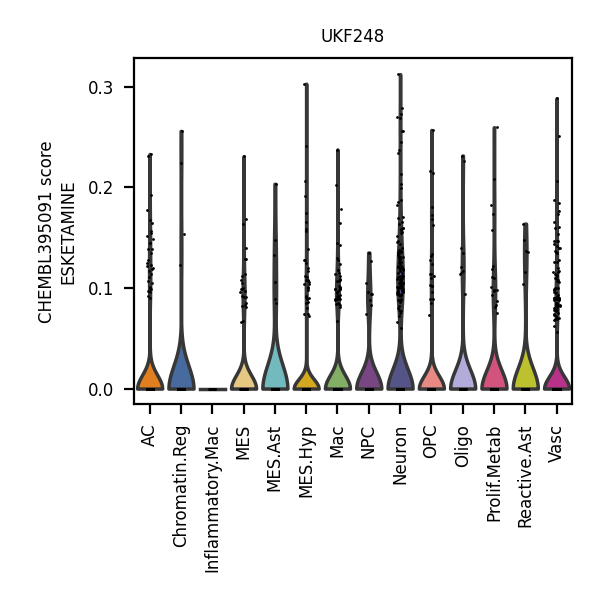 UKF248
CHEMBL395091 score
ESKETAMINE
0.3
0.2
0.1
0.0
AC
Chromatin.Reg
Inflammatory.Mac
MES
MES.Ast
MES.Hyp
Mac
NPC
Neuron
OPC
Oligo
Prolif.Metab
Reactive.Ast
Vasc